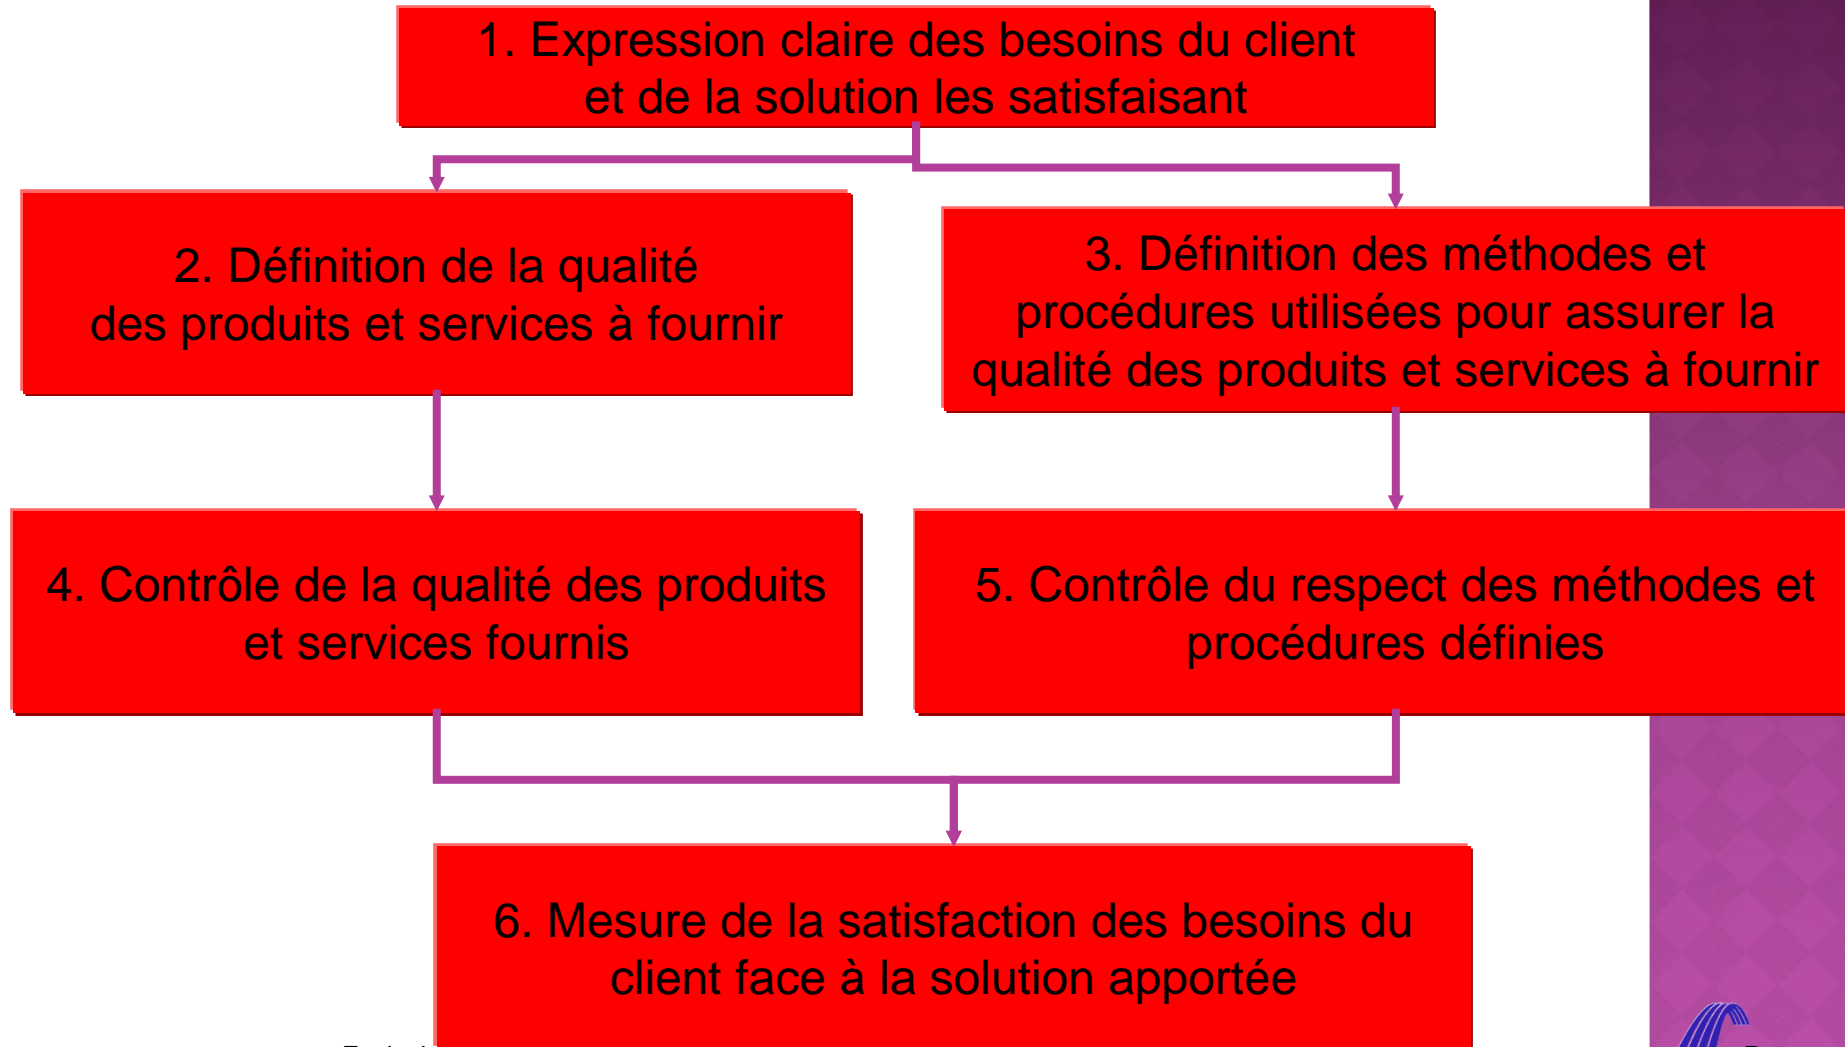 1. Expression claire des besoins du client
et de la solution les satisfaisant
2. Définition de la qualité
des produits et services à fournir
3. Définition des méthodes et
procédures utilisées pour assurer la
qualité des produits et services à fournir
4. Contrôle de la qualité des produits
et services fournis
5. Contrôle du respect des méthodes et
procédures définies
6. Mesure de la satisfaction des besoins du
client face à la solution apportée